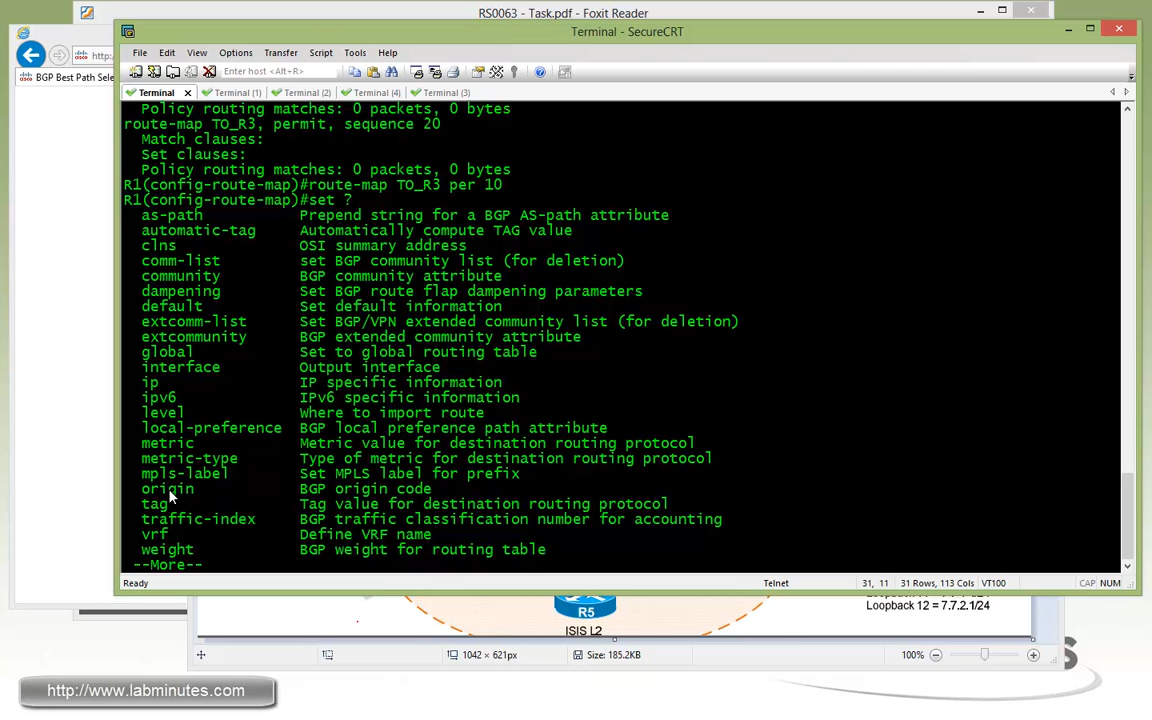 RS0063 - Task.pdf - Foxit Reader
Terminal - SecureCRT
File Edit View Options Transfer Script Tools Help
http:
Enter host <Alt+R>
BGP Best Path Sele
Terminal Terminal (1) Terminal (2) Terminal (4) Terminal (3)
Policy routing matches: 0 packets, 0 bytes
route-map TO_R3, permit, sequence 20
Match clauses:
Set clauses:
Policy routing matches: 0 packets, 0 bytes
R1(config-route-map)#route-map TO_R3 per 10
R1(config-route-map)#set ?
as-path Prepend string for a BGP AS-path attribute
automatic-tag Automatically compute TAG value
clns OSI summary address
comm-list set BGP community list (for deletion)
community BGP community attribute
dampening Set BGP route flap dampening parameters
default Set default information
extcomm-list Set BGP/VPN extended community list (for deletion)
extcommunity BGP extended community attribute
global Set to global routing table
interface Output interface
ip IP specific information
ipv6 IPv6 specific information
level Where to import route
local-preference BGP local preference path attribute
metric Metric value for destination routing protocol
metric-type Type of metric for destination routing protocol
mpls-label Set MPLS label for prefix
origin BGP origin code
tag Tag value for destination routing protocol
traffic-index BGP traffic classification number for accounting
vrf Define VRF name
weight BGP weight for routing table
--More--
Ready Telnet 31, 11 31 Rows, 113 Cols VT100 CAP NUM
Loopback 12 = 7.7.2.1/24
R5
ISIS L2
1042 × 621px Size: 185.2KB 100%
http://www.labminutes.com